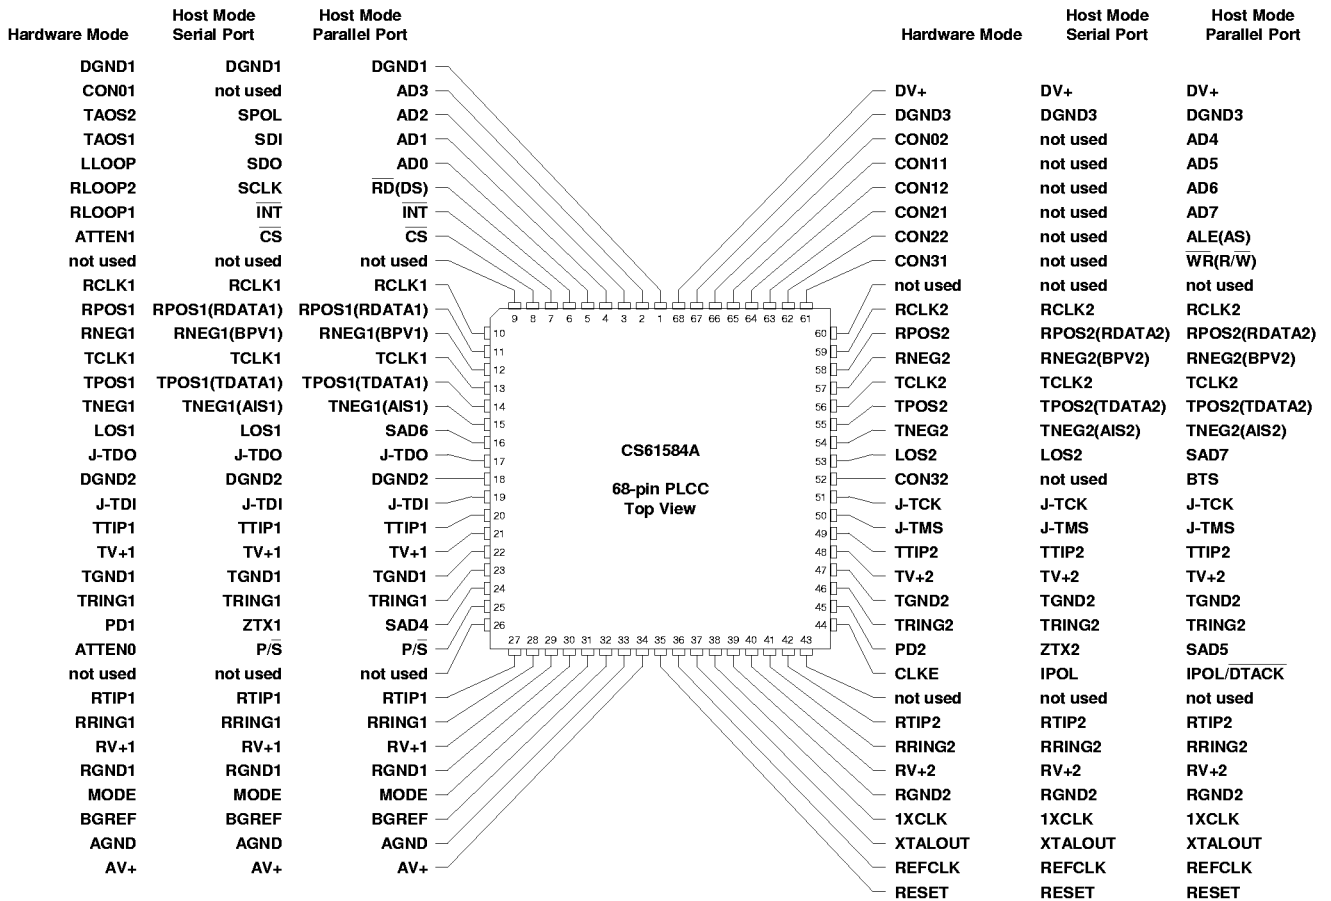 Host Mode Host Mode Host Mode Host Mode
Hardware Mode Serial Port Parallel Port Hardware Mode Serial Port Parallel Port
DGND1 DGND1 DGND1
CON01 not used AD3 DV+ DV+ DV+
TAOS2 SPOL AD2 DGND3 DGND3 DGND3
TAOS1 SDI AD1 CON02 not used AD4
LLOOP SDO AD0 CON11 not used AD5
RLOOP2 SCLK R̅D̅(DS) CON12 not used AD6
RLOOP1 I̅N̅T̅ I̅N̅T̅ CON21 not used AD7
ATTEN1 C̅S̅ C̅S̅ CON22 not used ALE(AS)
not used not used not used CON31 not used W̅R̅(R/W̅)
RCLK1 RCLK1 RCLK1 not used not used not used
RPOS1 RPOS1(RDATA1) RPOS1(RDATA1) RCLK2 RCLK2 RCLK2
9 8 7 6 5 4 3 2 1 68 67 66 65 64 63 62 61
RNEG1 RNEG1(BPV1) RNEG1(BPV1) 10 60 RPOS2 RPOS2(RDATA2) RPOS2(RDATA2)
TCLK1 TCLK1 TCLK1 11 59 RNEG2 RNEG2(BPV2) RNEG2(BPV2)
12 58
TPOS1 TPOS1(TDATA1) TPOS1(TDATA1) 13 57 TCLK2 TCLK2 TCLK2
TNEG1 TNEG1(AIS1) TNEG1(AIS1) 14 56 TPOS2 TPOS2(TDATA2) TPOS2(TDATA2)
15 55
LOS1 LOS1 SAD6 16 54 TNEG2 TNEG2(AIS2) TNEG2(AIS2)
CS61584A
J-TDO J-TDO J-TDO 17 53 LOS2 LOS2 SAD7
DGND2 DGND2 DGND2 18 52 CON32 not used BTS
68-pin PLCC
J-TDI J-TDI J-TDI 19 51 J-TCK J-TCK J-TCK
Top View
TTIP1 TTIP1 TTIP1 20 50 J-TMS J-TMS J-TMS
21 49
TV+1 TV+1 TV+1 22 48 TTIP2 TTIP2 TTIP2
TGND1 TGND1 TGND1 23 47 TV+2 TV+2 TV+2
24 46
TRING1 TRING1 TRING1 25 45 TGND2 TGND2 TGND2
PD1 ZTX1 SAD4 26 44 TRING2 TRING2 TRING2
27 28 29 30 31 32 33 34 35 36 37 38 39 40 41 42 43
ATTEN0 P/S̅ P/S̅ PD2 ZTX2 SAD5
not used not used not used CLKE IPOL IPOL/D̅T̅A̅C̅K̅
RTIP1 RTIP1 RTIP1 not used not used not used
RRING1 RRING1 RRING1 RTIP2 RTIP2 RTIP2
RV+1 RV+1 RV+1 RRING2 RRING2 RRING2
RGND1 RGND1 RGND1 RV+2 RV+2 RV+2
MODE MODE MODE RGND2 RGND2 RGND2
BGREF BGREF BGREF 1XCLK 1XCLK 1XCLK
AGND AGND AGND XTALOUT XTALOUT XTALOUT
AV+ AV+ AV+ REFCLK REFCLK REFCLK
RESET RESET RESET